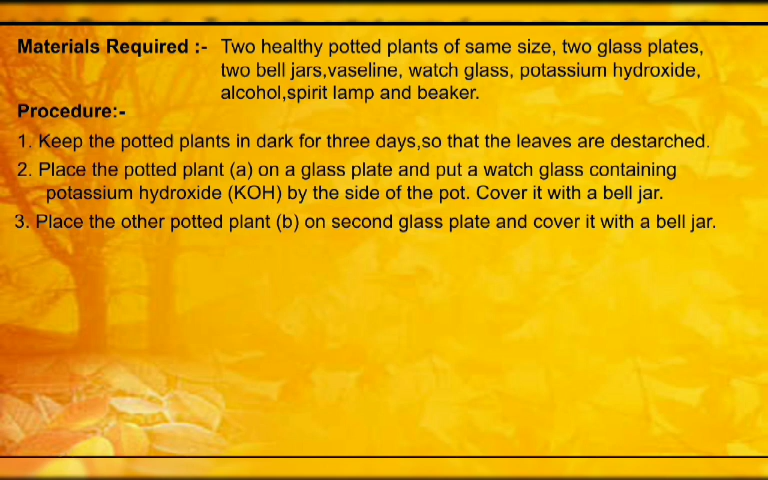 Materials Required :- Two healthy potted plants of same size, two glass plates,
two bell jars,vaseline, watch glass, potassium hydroxide,
alcohol,spirit lamp and beaker.
Procedure:-
1. Keep the potted plants in dark for three days,so that the leaves are destarched.
2. Place the potted plant (a) on a glass plate and put a watch glass containing
potassium hydroxide (KOH) by the side of the pot. Cover it with a bell jar.
3. Place the other potted plant (b) on second glass plate and cover it with a bell jar.